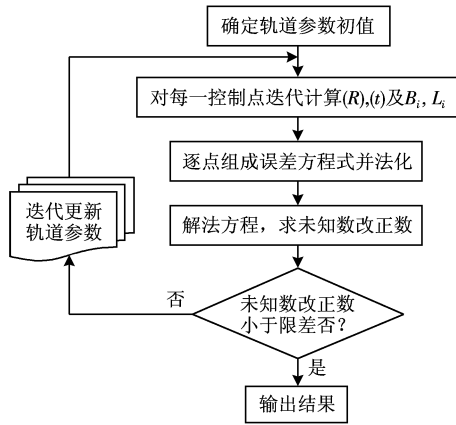 确定轨道参数初值
对每一控制点迭代计算(R),(t)及Bᵢ, Lᵢ
逐点组成误差方程式并法化
迭代更新
轨道参数
解法方程，求未知数改正数
否
未知数改正数
小于限差否？
是
输出结果